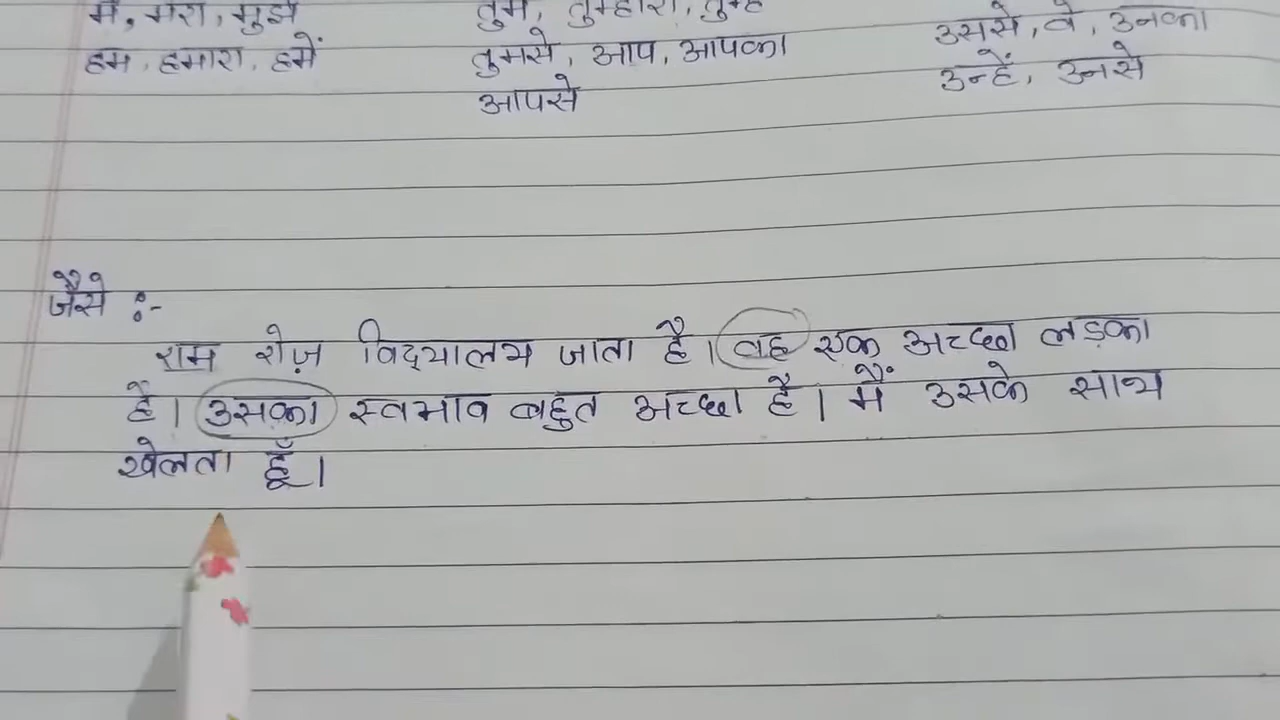 मैं, मेरा, मुझे
तुम, तुम्हारा, तुम्हें
उससे, वे, उनका
हम, हमारा, हमें
तुमसे, आप, आपका
उन्हें, उनसे
आपसे
जैसे :-
राम रोज़ विद्यालय जाता है। वह एक अच्छा लड़का
है। उसका स्वभाव बहुत अच्छा है। मैं उसके साथ
खेलता हूँ।